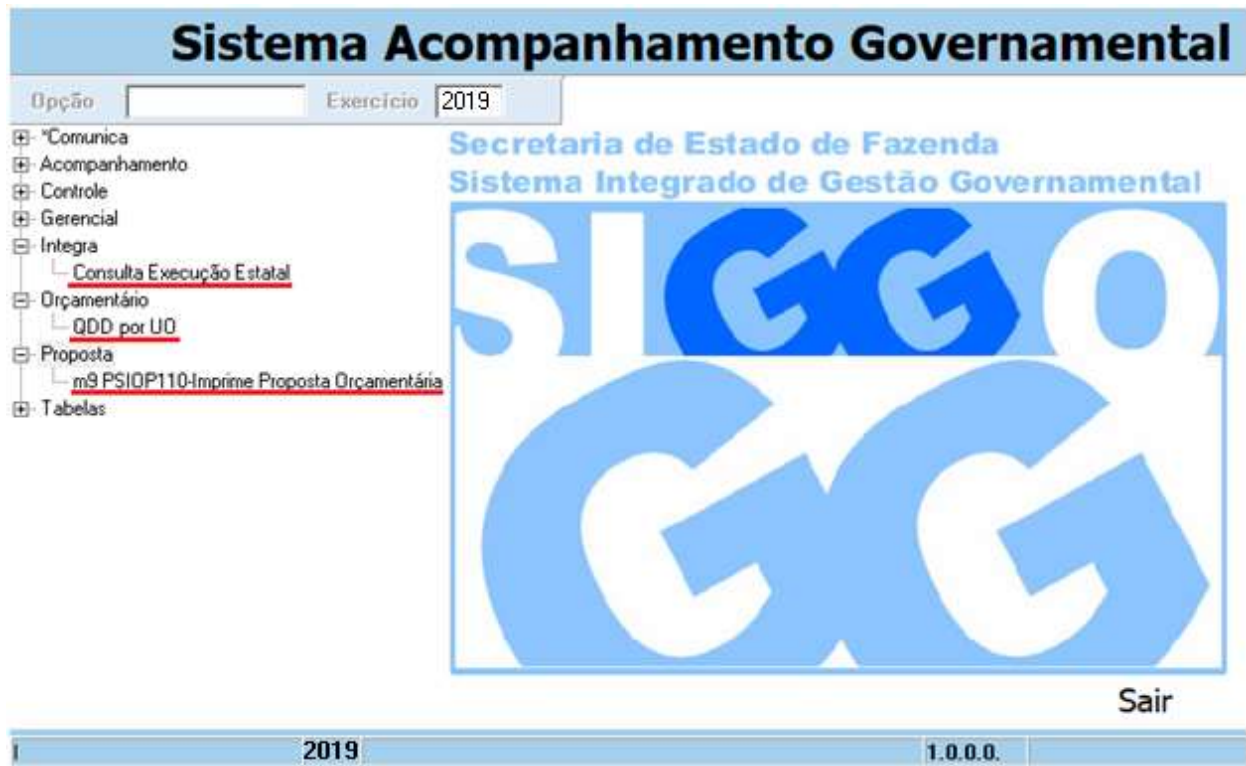 Sistema Acompanhamento Governamental
Opção Exercício 2019
*Comunica
Acompanhamento
Controle
Gerencial
Integra
Consulta Execução Estatal
Orçamentário
QDD por UO
Proposta
m9 PSIOP110-Imprime Proposta Orçamentária
Tabelas
Secretaria de Estado de Fazenda
Sistema Integrado de Gestão Governamental
SIGGO
GG
Sair
2019 1.0.0.0.